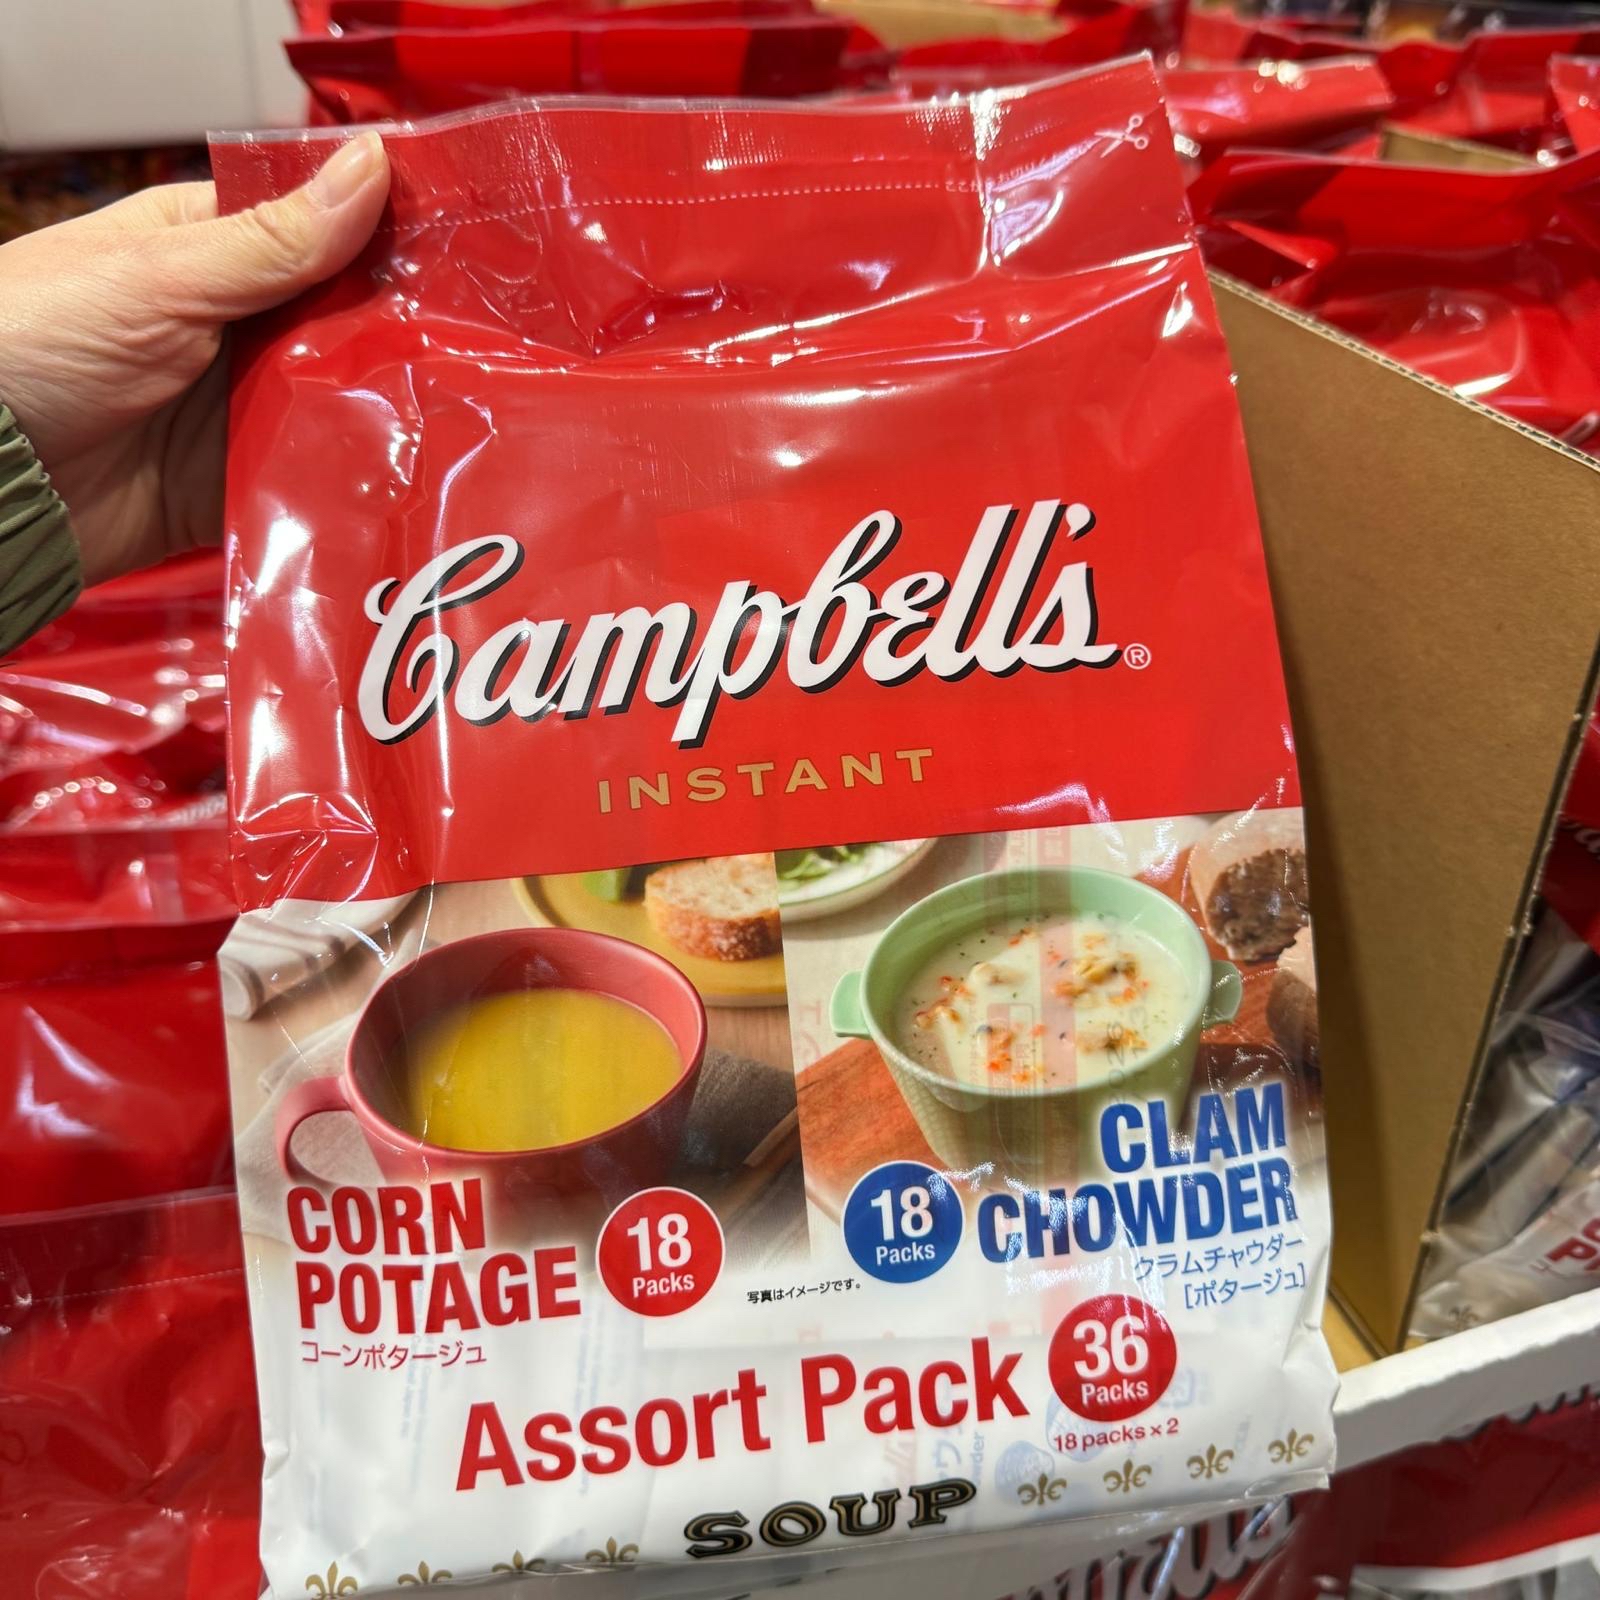 Campbell's®
INSTANT
CORN
POTAGE
コーンポタージュ
18
Packs
写真はイメージです。
18
Packs
CLAM
CHOWDER
クラムチャウダー
[ポタージュ]
Assort Pack
36
Packs
18 packs × 2
SOUP